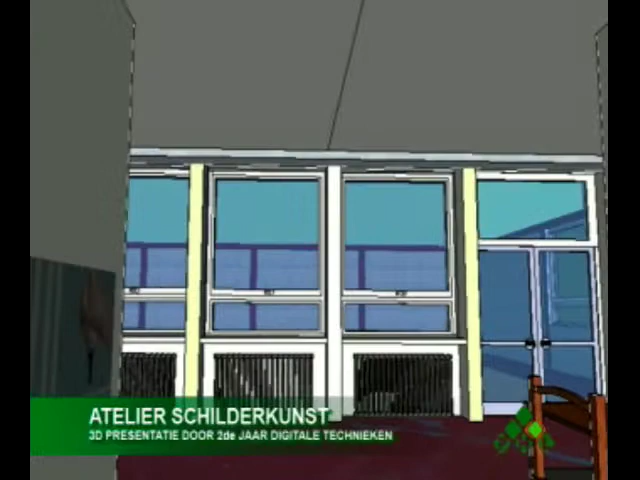 ATELIER SCHILDERKUNST
3D PRESENTATIE DOOR 2de JAAR DIGITALE TECHNIEKEN